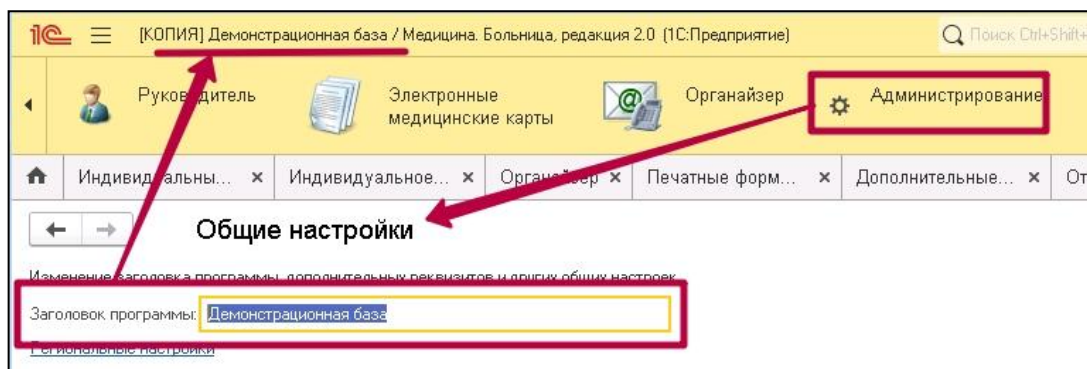 1С [КОПИЯ] Демонстрационная база / Медицина. Больница, редакция 2.0 (1С:Предприятие) Поиск Ctrl+Shift+
Руководитель Электронные медицинские карты Органайзер Администрирование
Индивидуальны... × Индивидуальное... × Органайзер × Печатные форм... × Дополнительные... × От
Общие настройки
Изменение заголовка программы, дополнительных реквизитов и других общих настроек
Заголовок программы: Демонстрационная база
Региональные настройки